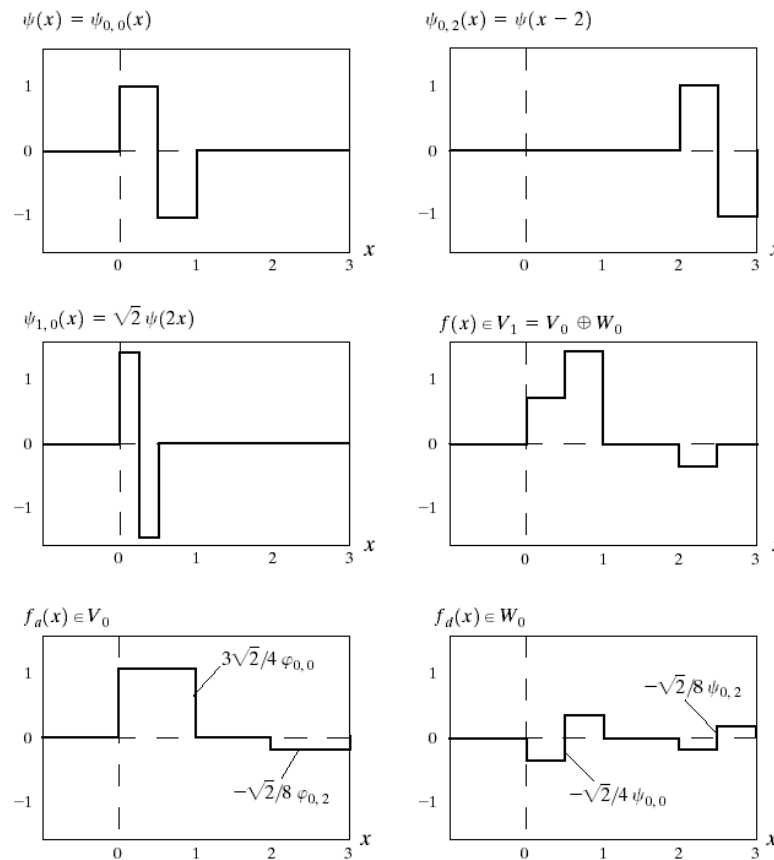 ψ(x) = ψ₀,₀(x)
ψ₀,₂(x) = ψ(x − 2)
1
0
−1
0 1 2 3
x
1
0
−1
0 1 2 3
x
ψ₁,₀(x) = √2 ψ(2x)
f(x) ∈ V₁ = V₀ ⊕ W₀
1
0
−1
0 1 2 3
x
1
0
−1
0 1 2 3
x
fₐ(x) ∈ V₀
f_d(x) ∈ W₀
1
0
−1
3√2/4 φ₀,₀
−√2/8 φ₀,₂
0 1 2 3
x
1
0
−1
−√2/8 ψ₀,₂
−√2/4 ψ₀,₀
0 1 2 3
x